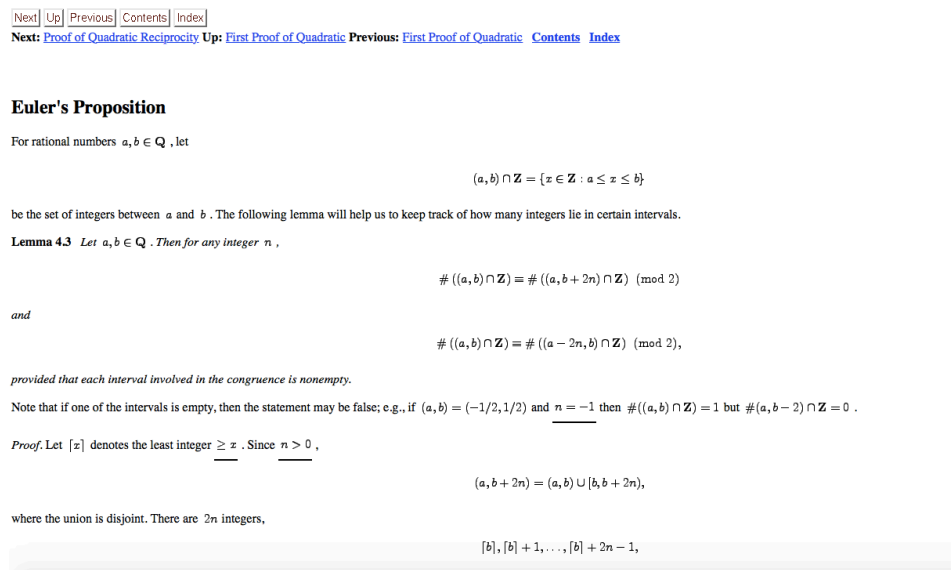 Next Up Previous Contents Index
Next: Proof of Quadratic Reciprocity Up: First Proof of Quadratic Previous: First Proof of Quadratic Contents Index
Euler's Proposition
For rational numbers a, b ∈ Q , let
(a, b) ∩ Z = {x ∈ Z : a ≤ x ≤ b}
be the set of integers between a and b . The following lemma will help us to keep track of how many integers lie in certain intervals.
Lemma 4.3 Let a, b ∈ Q . Then for any integer n ,
# ((a, b) ∩ Z) ≡ # ((a, b + 2n) ∩ Z) (mod 2)
and
# ((a, b) ∩ Z) ≡ # ((a − 2n, b) ∩ Z) (mod 2),
provided that each interval involved in the congruence is nonempty.
Note that if one of the intervals is empty, then the statement may be false; e.g., if (a, b) = (−1/2, 1/2) and n = −1 then #((a, b) ∩ Z) = 1 but #(a, b − 2) ∩ Z = 0 .
Proof. Let ⌈x⌉ denotes the least integer ≥ x . Since n > 0 ,
(a, b + 2n) = (a, b) ∪ [b, b + 2n),
where the union is disjoint. There are 2n integers,
⌈b⌉, ⌈b⌉ + 1, . . . , ⌈b⌉ + 2n − 1,